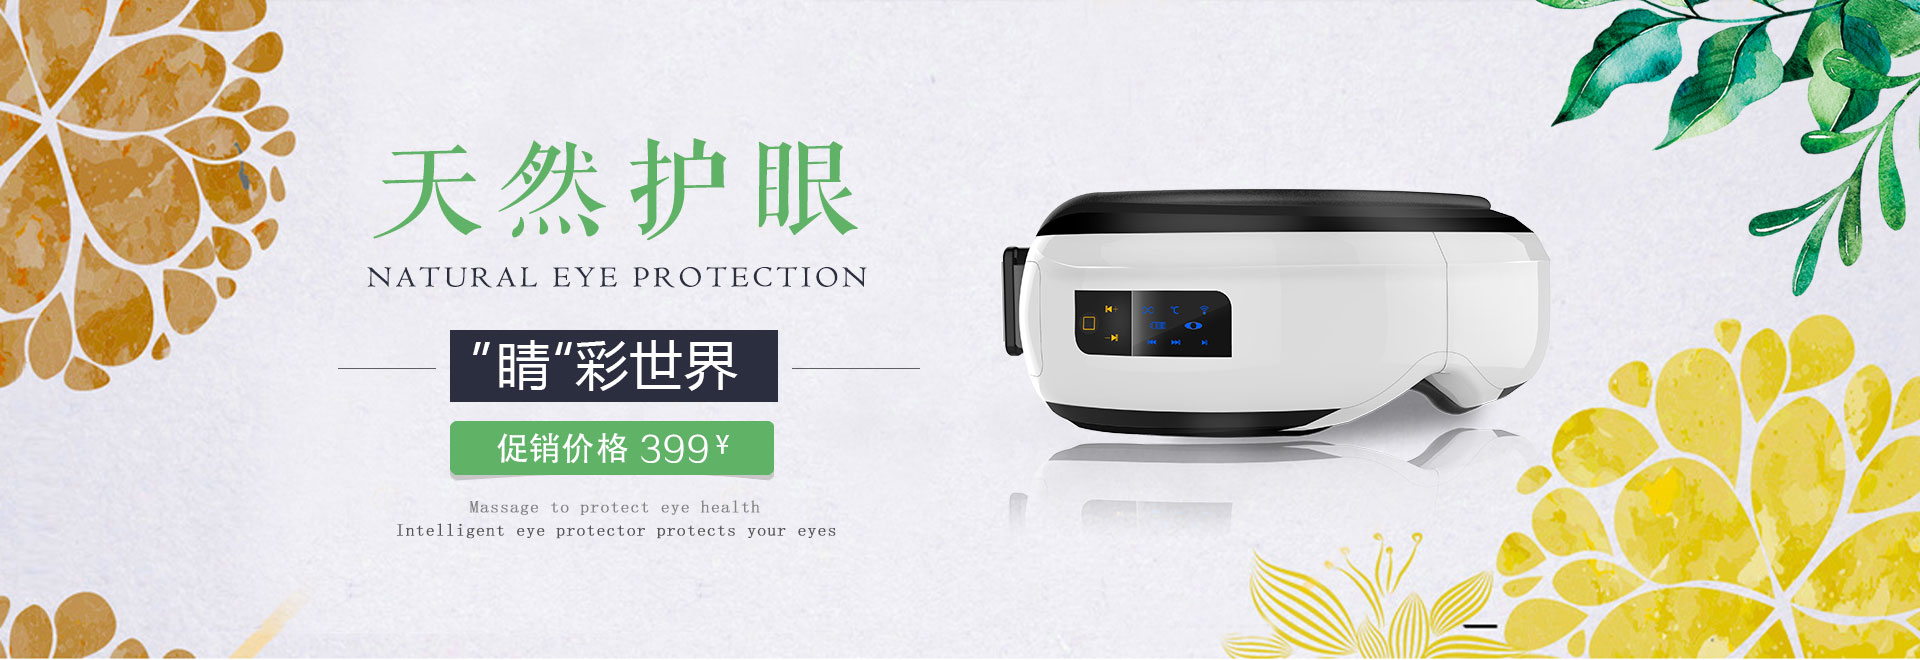 天然护眼
NATURAL EYE PROTECTION
”睛“彩世界
促销价格 399¥
Massage to protect eye health
Intelligent eye protector protects your eyes
℃